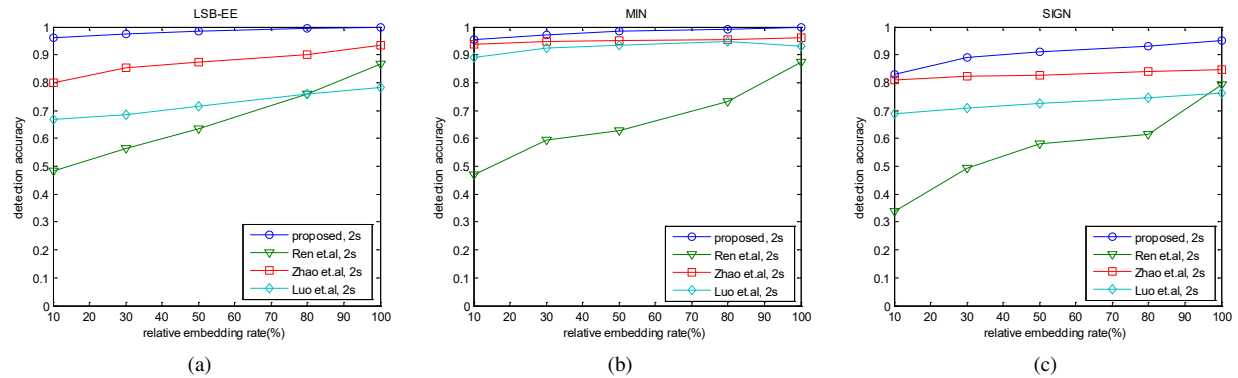 LSB-EE
1
0.9
0.8
0.7
0.6
0.5
0.4
0.3
0.2
0.1
0
detection accuracy
10 20 30 40 50 60 70 80 90 100
relative embedding rate(%)
proposed, 2s
Ren et.al, 2s
Zhao et.al, 2s
Luo et.al, 2s
(a)
MIN
1
0.9
0.8
0.7
0.6
0.5
0.4
0.3
0.2
0.1
0
detection accuracy
10 20 30 40 50 60 70 80 90 100
relative embedding rate(%)
proposed, 2s
Ren et.al, 2s
Zhao et.al, 2s
Luo et.al, 2s
(b)
SIGN
1
0.9
0.8
0.7
0.6
0.5
0.4
0.3
0.2
0.1
0
detection accuracy
10 20 30 40 50 60 70 80 90 100
relative embedding rate(%)
proposed, 2s
Ren et.al, 2s
Zhao et.al, 2s
Luo et.al, 2s
(c)